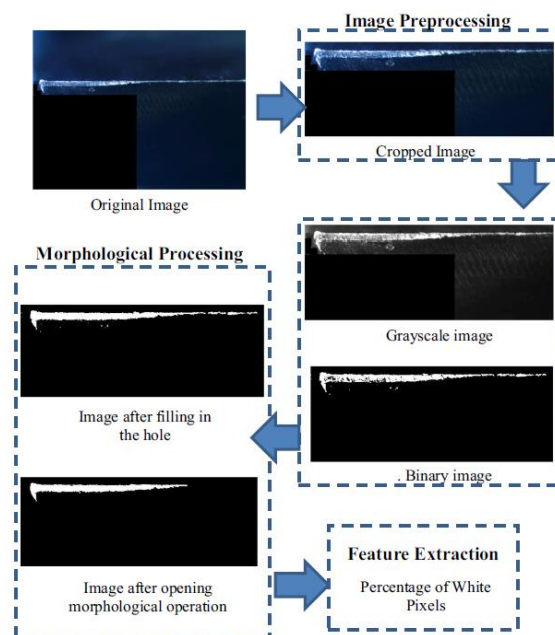 Image Preprocessing
Original Image
Cropped Image
Grayscale image
. Binary image
Morphological Processing
Image after filling in
the hole
Image after opening
morphological operation
Feature Extraction
Percentage of White
Pixels